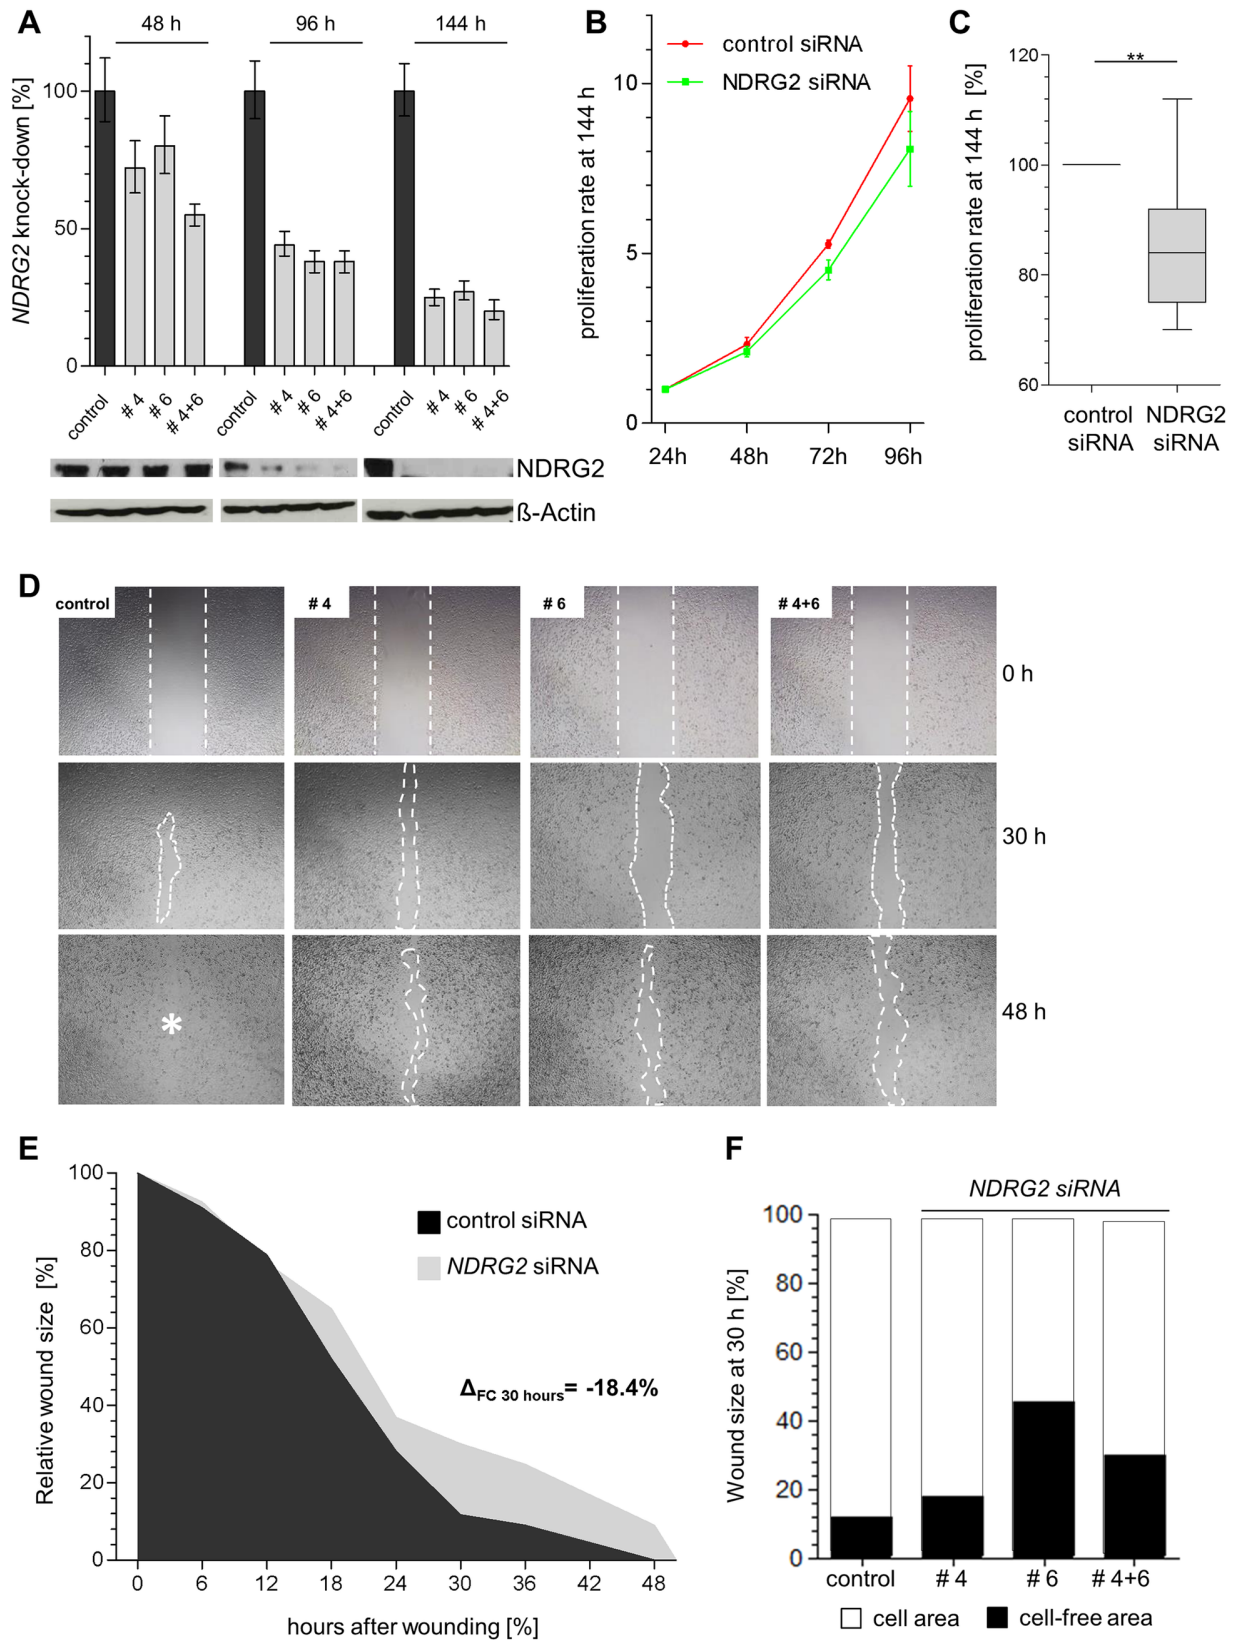 A
48 h
96 h
144 h
NDRG2 knock-down [%]
100
50
0
control
# 4
# 6
# 4+6
control
# 4
# 6
# 4+6
control
# 4
# 6
# 4+6
NDRG2
ß-Actin
B
control siRNA
NDRG2 siRNA
proliferation rate at 144 h
10
5
0
24h
48h
72h
96h
C
proliferation rate at 144 h [%]
120
100
80
60
**
control
siRNA
NDRG2
siRNA
D
control
# 4
# 6
# 4+6
0 h
30 h
*
48 h
E
Relative wound size [%]
100
80
60
40
20
0
control siRNA
NDRG2 siRNA
ΔFC 30 hours= -18.4%
0
6
12
18
24
30
36
42
48
hours after wounding [%]
F
NDRG2 siRNA
Wound size at 30 h [%]
100
80
60
40
20
0
control
# 4
# 6
# 4+6
cell area
cell-free area